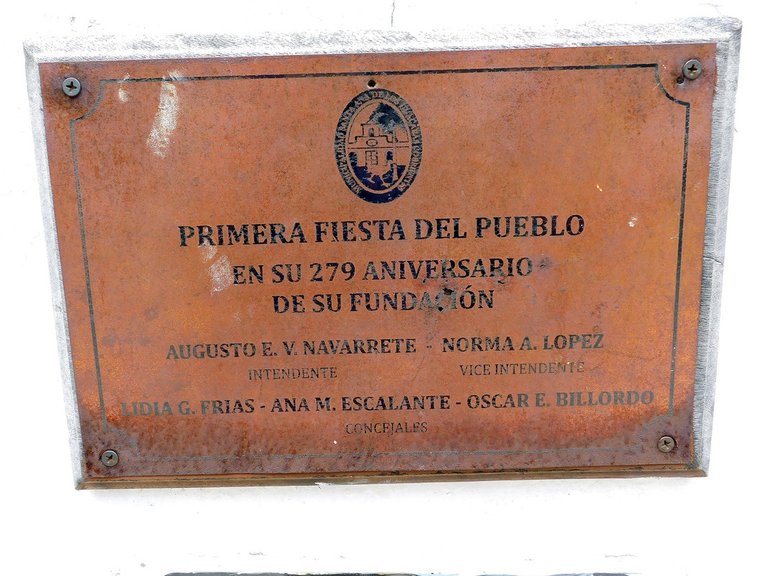 PRIMERA FIESTA DEL PUEBLO
EN SU 279 ANIVERSARIO
DE SU FUNDACIÓN
AUGUSTO E. V. NAVARRETE - NORMA A. LOPEZ
INTENDENTE VICE INTENDENTE
LIDIA G. FRIAS - ANA M. ESCALANTE - OSCAR E. BILLORDO
CONCEJALES